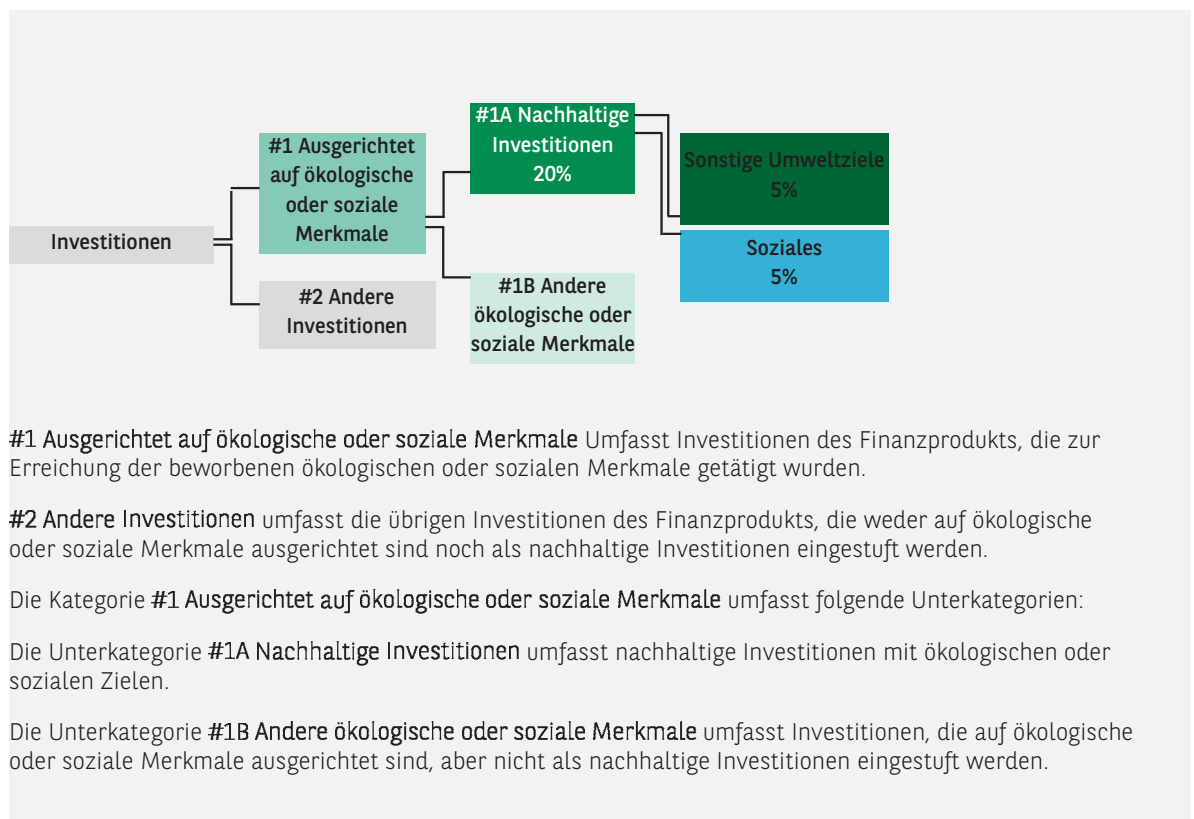 Investitionen
#1 Ausgerichtet
auf ökologische
oder soziale
Merkmale
#2 Andere
Investitionen
#1A Nachhaltige
Investitionen
20%
#1B Andere
ökologische oder
soziale Merkmale
Sonstige Umweltziele
5%
Soziales
5%
#1 Ausgerichtet auf ökologische oder soziale Merkmale Umfasst Investitionen des Finanzprodukts, die zur
Erreichung der beworbenen ökologischen oder sozialen Merkmale getätigt wurden.
#2 Andere Investitionen umfasst die übrigen Investitionen des Finanzprodukts, die weder auf ökologische
oder soziale Merkmale ausgerichtet sind noch als nachhaltige Investitionen eingestuft werden.
Die Kategorie #1 Ausgerichtet auf ökologische oder soziale Merkmale umfasst folgende Unterkategorien:
Die Unterkategorie #1A Nachhaltige Investitionen umfasst nachhaltige Investitionen mit ökologischen oder
sozialen Zielen.
Die Unterkategorie #1B Andere ökologische oder soziale Merkmale umfasst Investitionen, die auf ökologische
oder soziale Merkmale ausgerichtet sind, aber nicht als nachhaltige Investitionen eingestuft werden.